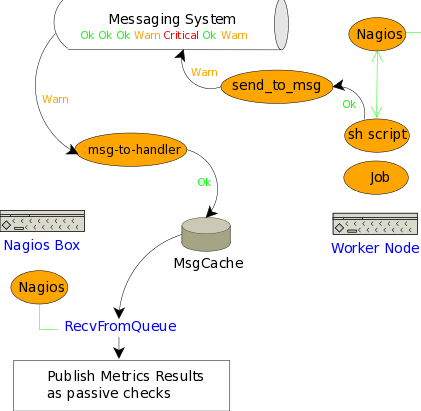 Messaging System
Ok Ok Ok Warn Critical Ok Warn
Nagios
Warn
send_to_msg
Warn
Ok
sh script
msg-to-handler
Job
Ok
Nagios Box
Worker Node
MsgCache
Nagios
RecvFromQueue
Publish Metrics Results
as passive checks